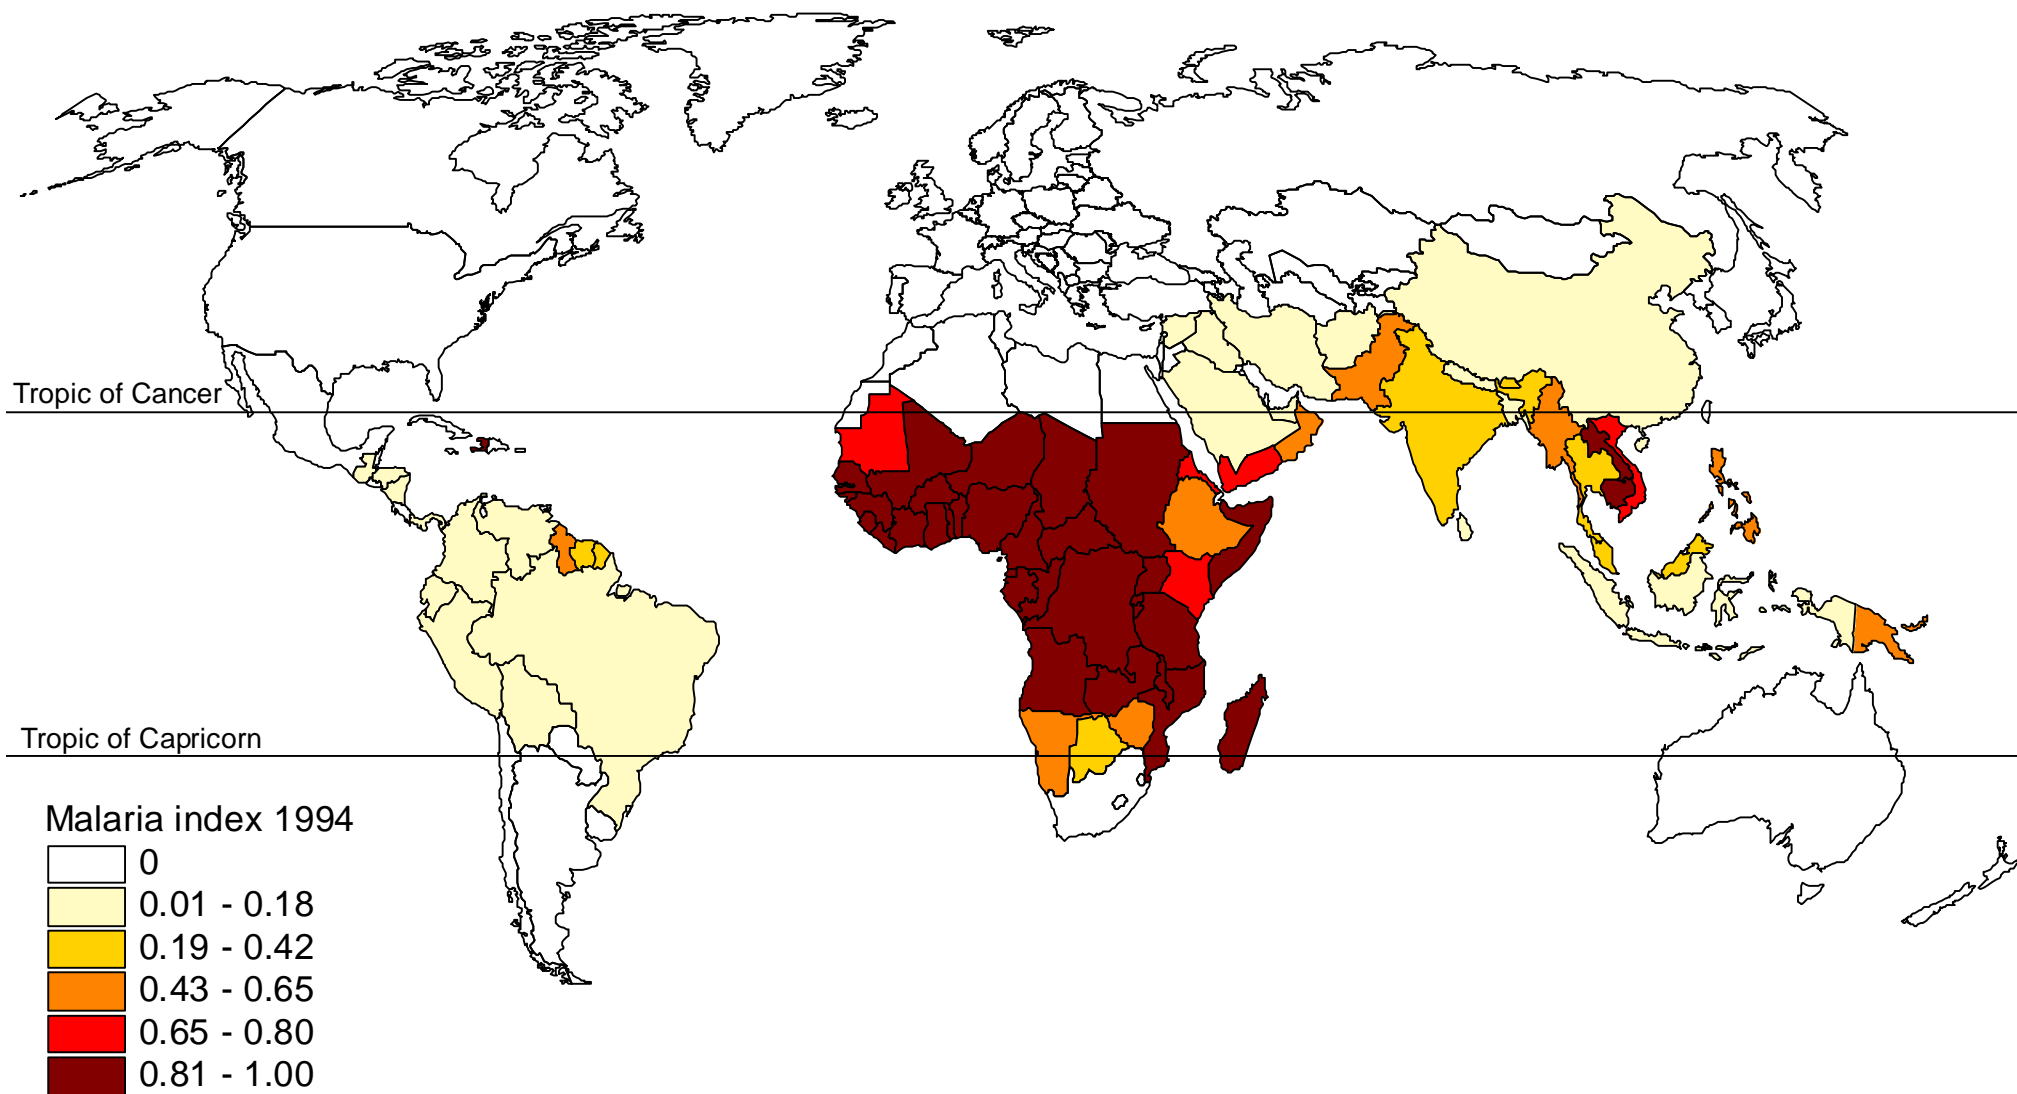 Tropic of Cancer
Tropic of Capricorn
Malaria index 1994
0
0.01 - 0.18
0.19 - 0.42
0.43 - 0.65
0.65 - 0.80
0.81 - 1.00